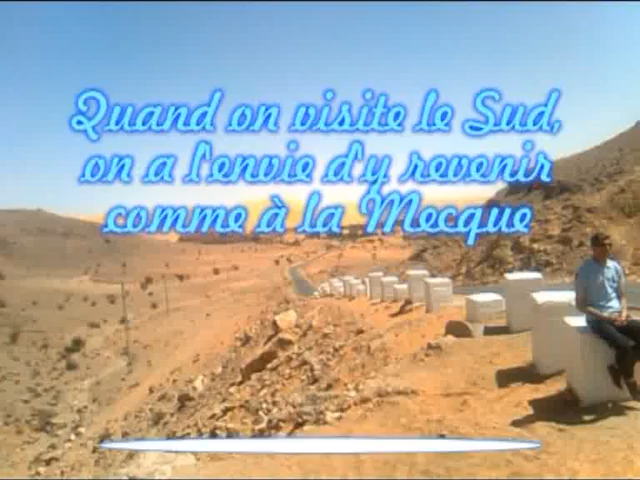 Quand on visite le Sud,
on a l'envie d'y revenir
comme à la Mecque